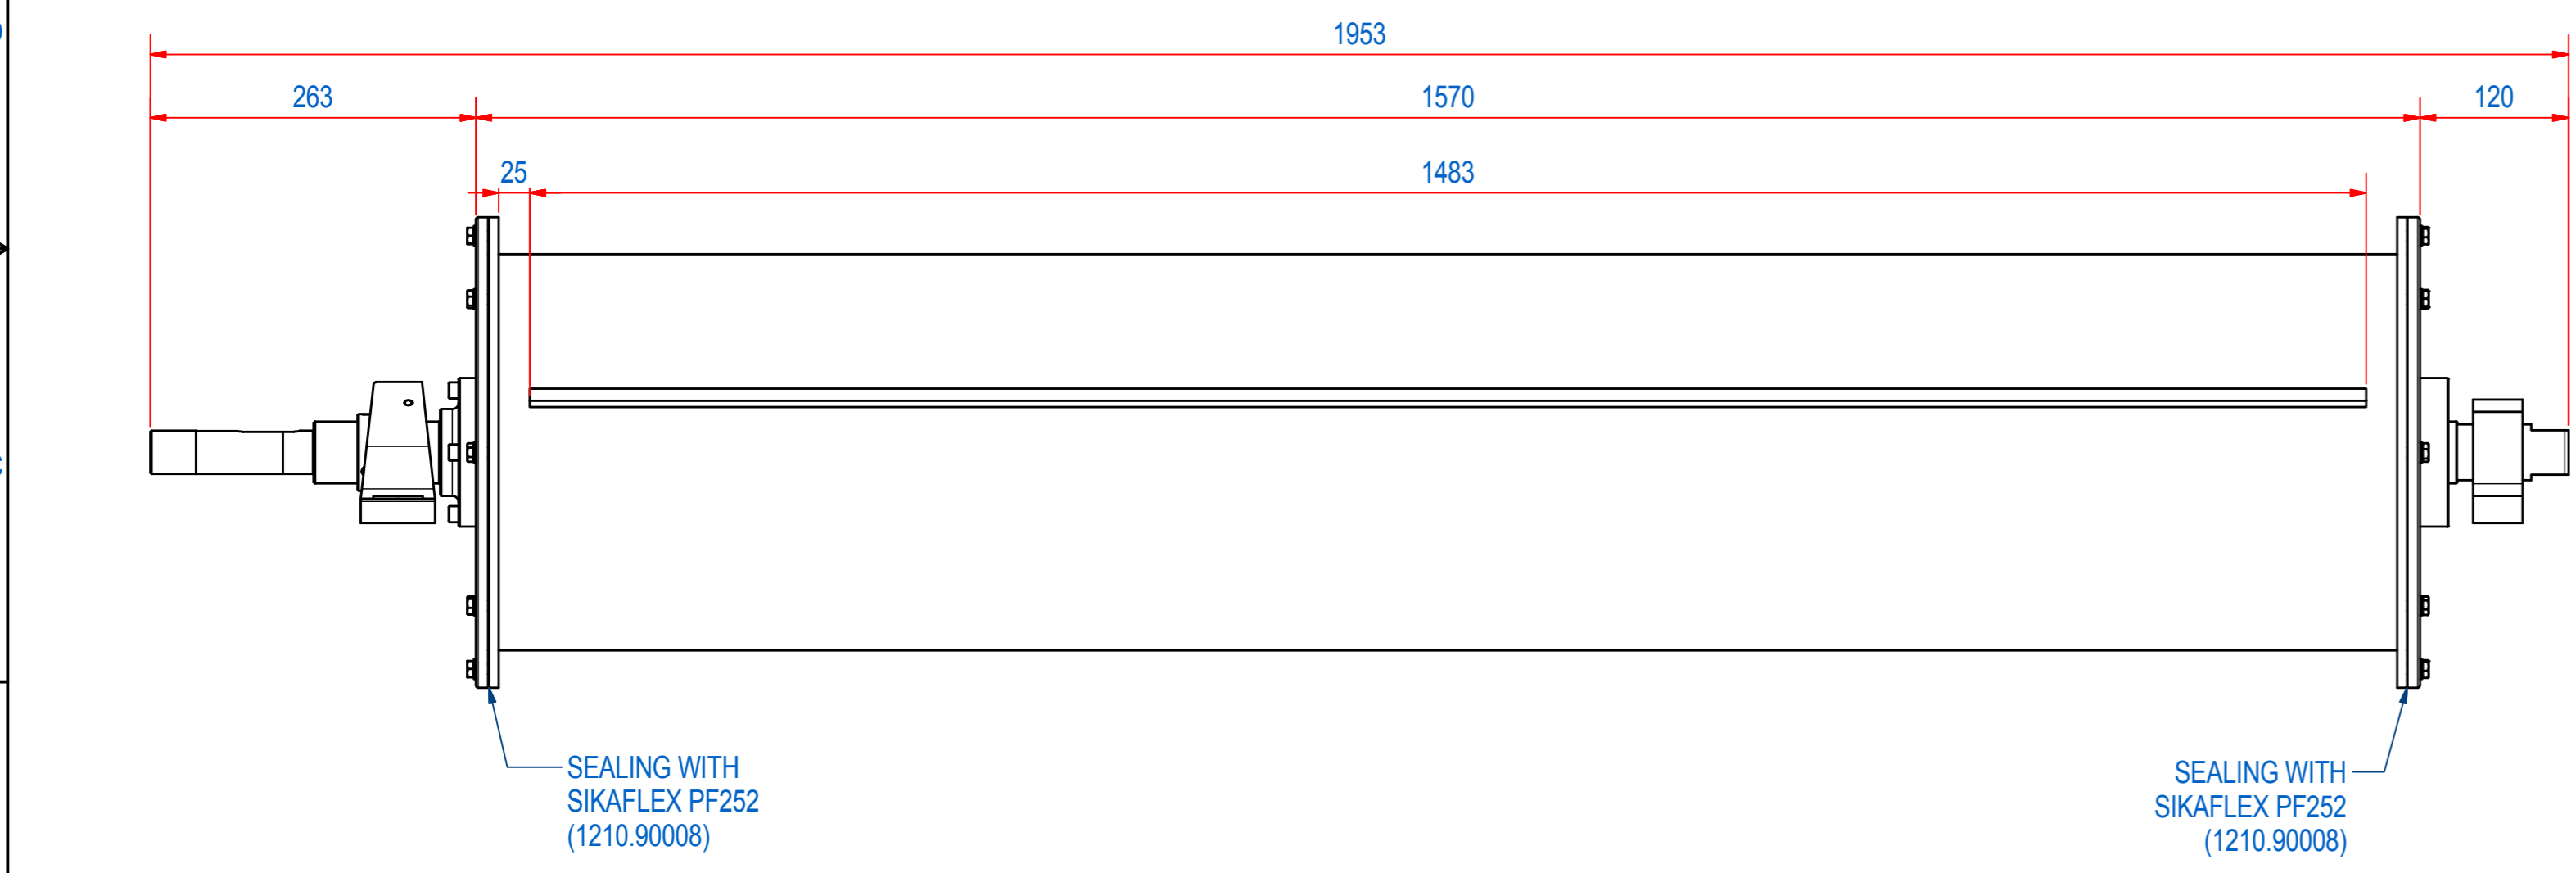 1953
263
1570
120
25
1483
SEALING WITH
SIKAFLEX PF252
(1210.90008)
SEALING WITH
SIKAFLEX PF252
(1210.90008)